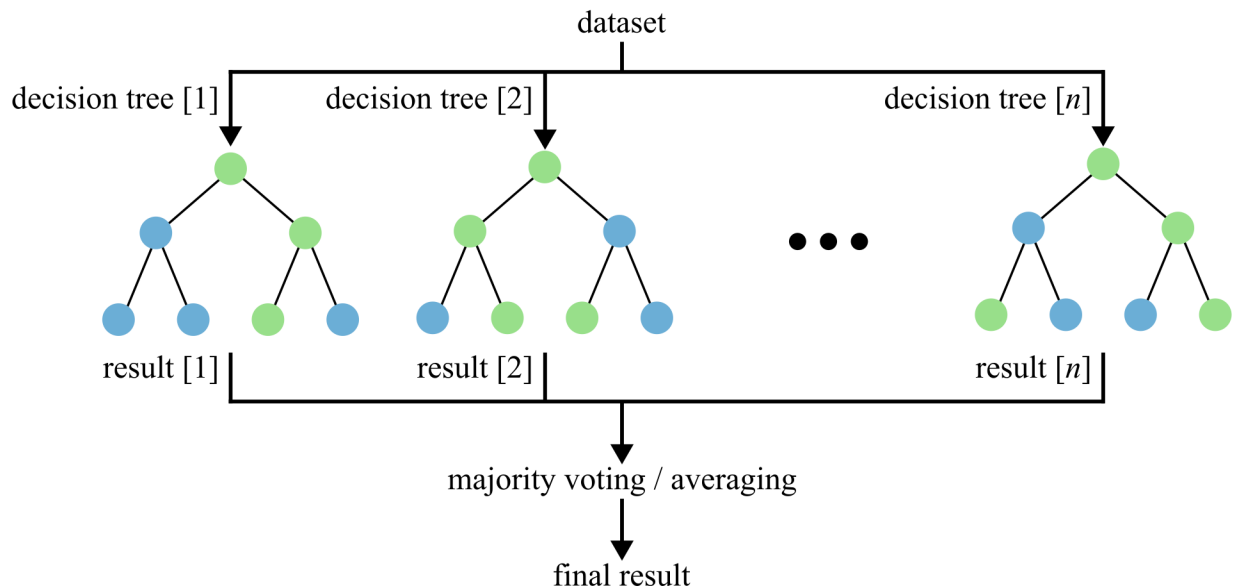 dataset
decision tree [1]
decision tree [2]
decision tree [n]
result [1]
result [2]
result [n]
majority voting / averaging
final result